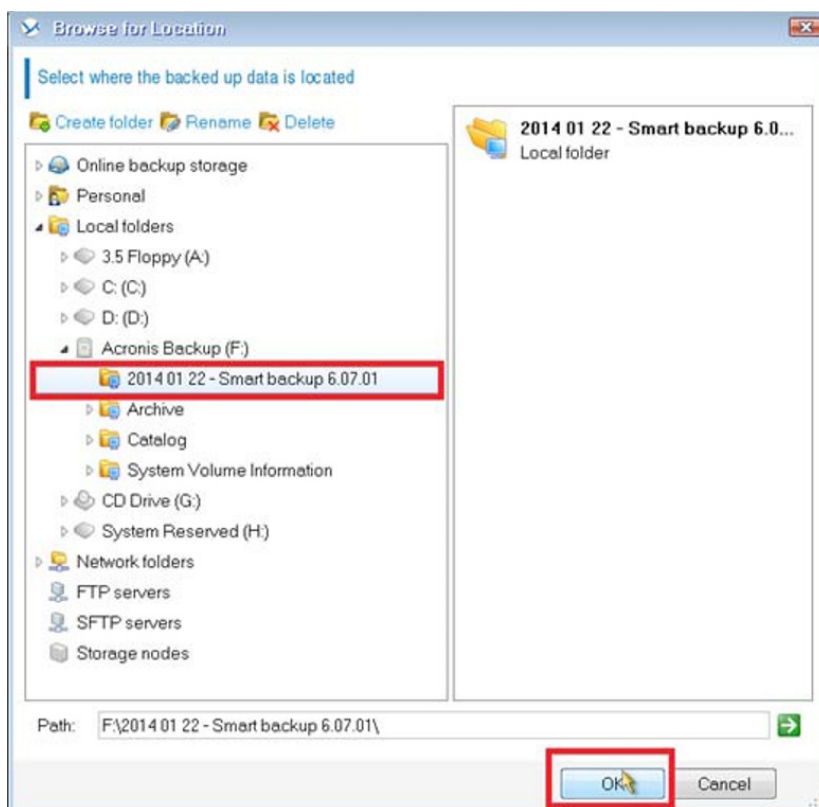 Browse for Location
Select where the backed up data is located
Create folder Rename Delete
Online backup storage
Personal
Local folders
3.5 Floppy (A:)
C: (C:)
D: (D:)
Acronis Backup (F:)
2014 01 22 - Smart backup 6.07.01
Archive
Catalog
System Volume Information
CD Drive (G:)
System Reserved (H:)
Network folders
FTP servers
SFTP servers
Storage nodes
2014 01 22 - Smart backup 6.0...
Local folder
Path: F:\2014 01 22 - Smart backup 6.07.01\
OK Cancel